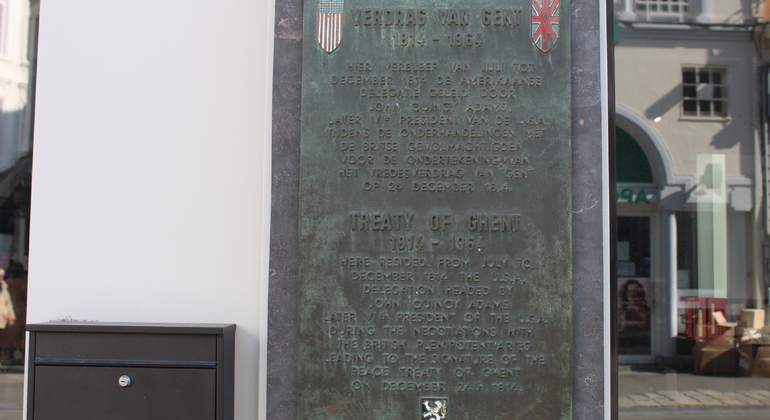 VERDRAG VAN GENT
1814 - 1964
HIER VERBLEEF VAN JULI TOT
DECEMBER 1814 DE AMERIKAANSE
DELEGATIE GELEID DOOR
JOHN QUINCY ADAMS,
LATER VIde PRESIDENT VAN DE U.S.A.
TIJDENS DE ONDERHANDELINGEN MET
DE BRITSE GEVOLMACHTIGDEN
VOOR DE ONDERTEKENING VAN
HET VREDESVERDRAG VAN GENT
OP 24 DECEMBER 1814.
TREATY OF GHENT
1814 - 1964
HERE RESIDED FROM JULY TO
DECEMBER 1814 THE U.S.A.
DELEGATION HEADED BY
JOHN QUINCY ADAMS
LATER VIth PRESIDENT OF THE U.S.A.
DURING THE NEGOTIATIONS WITH
THE BRITISH PLENIPOTENTIARIES
LEADING TO THE SIGNATURE OF THE
PEACE TREATY OF GHENT
ON DECEMBER 24th 1814.